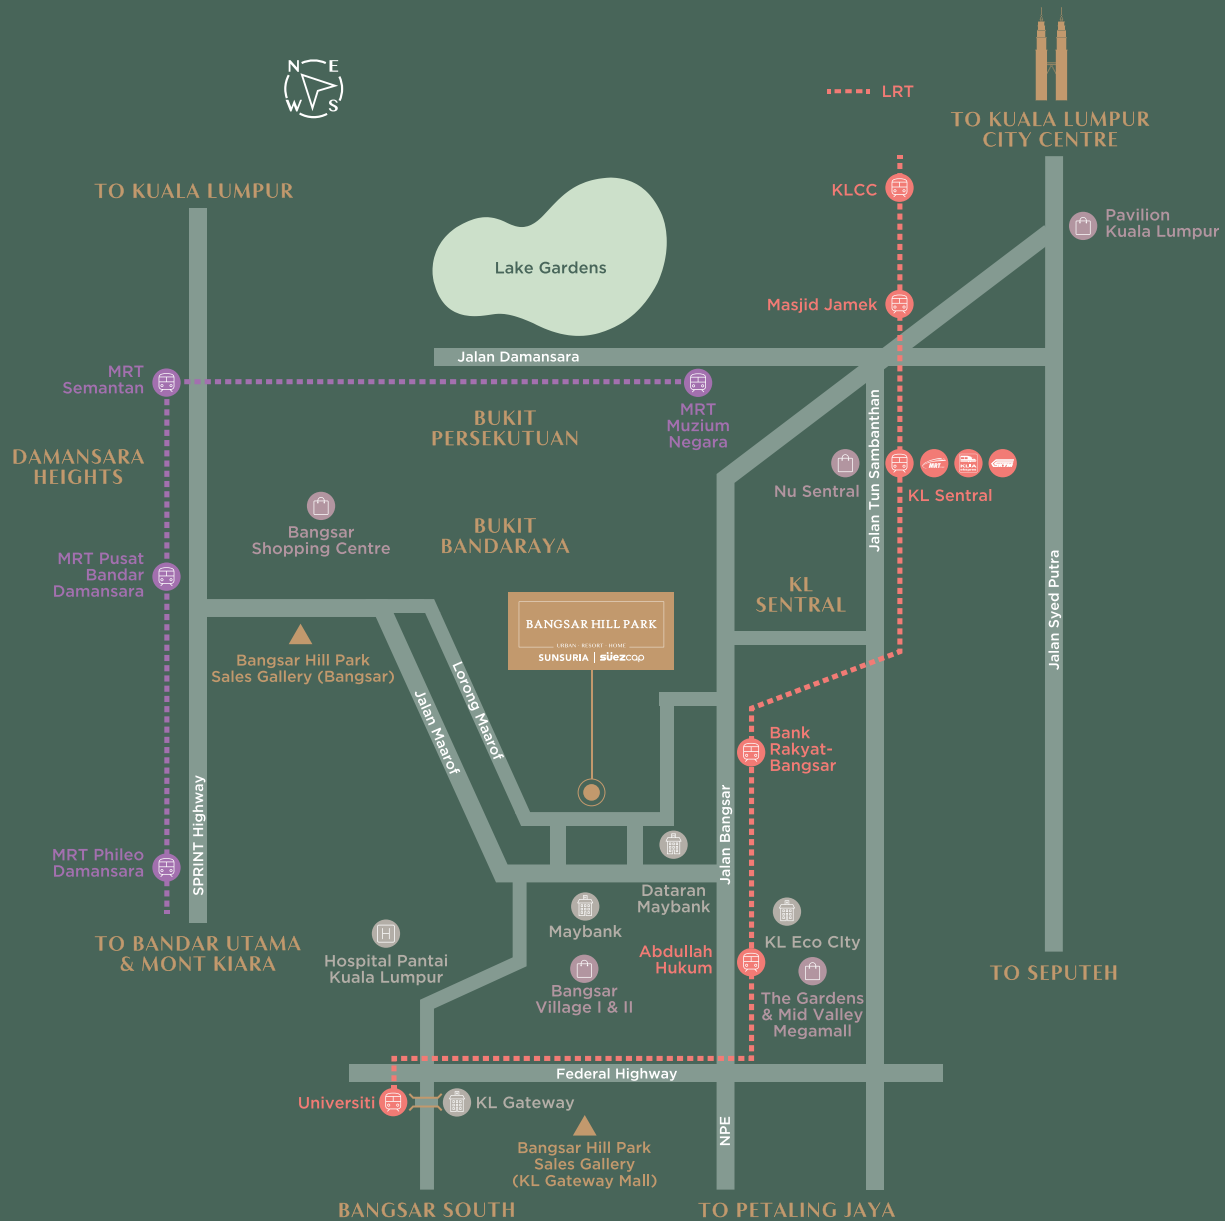 N E
W S
LRT
TO KUALA LUMPUR
CITY CENTRE
TO KUALA LUMPUR
KLCC
Pavilion
Kuala Lumpur
Lake Gardens
Masjid Jamek
Jalan Damansara
MRT
Semantan
MRT
Muzium
Negara
BUKIT
PERSEKUTUAN
DAMANSARA
HEIGHTS
Jalan Tun Sambanthan
Nu Sentral
KL Sentral
Bangsar
Shopping Centre
BUKIT
BANDARAYA
MRT Pusat
Bandar
Damansara
KL
SENTRAL
Jalan Syed Putra
BANGSAR HILL PARK
URBAN · RESORT · HOME
SUNSURIA | süezcap
Bangsar Hill Park
Sales Gallery (Bangsar)
Lorong Maarof
Jalan Maarof
Bank
Rakyat-
Bangsar
SPRINT Highway
Jalan Bangsar
MRT Phileo
Damansara
Dataran
Maybank
Maybank
KL Eco CIty
TO BANDAR UTAMA
& MONT KIARA
Hospital Pantai
Kuala Lumpur
Abdullah
Hukum
TO SEPUTEH
Bangsar
Village I & II
The Gardens
& Mid Valley
Megamall
Federal Highway
Universiti
H
KL Gateway
NPE
Bangsar Hill Park
Sales Gallery
(KL Gateway Mall)
BANGSAR SOUTH
TO PETALING JAYA